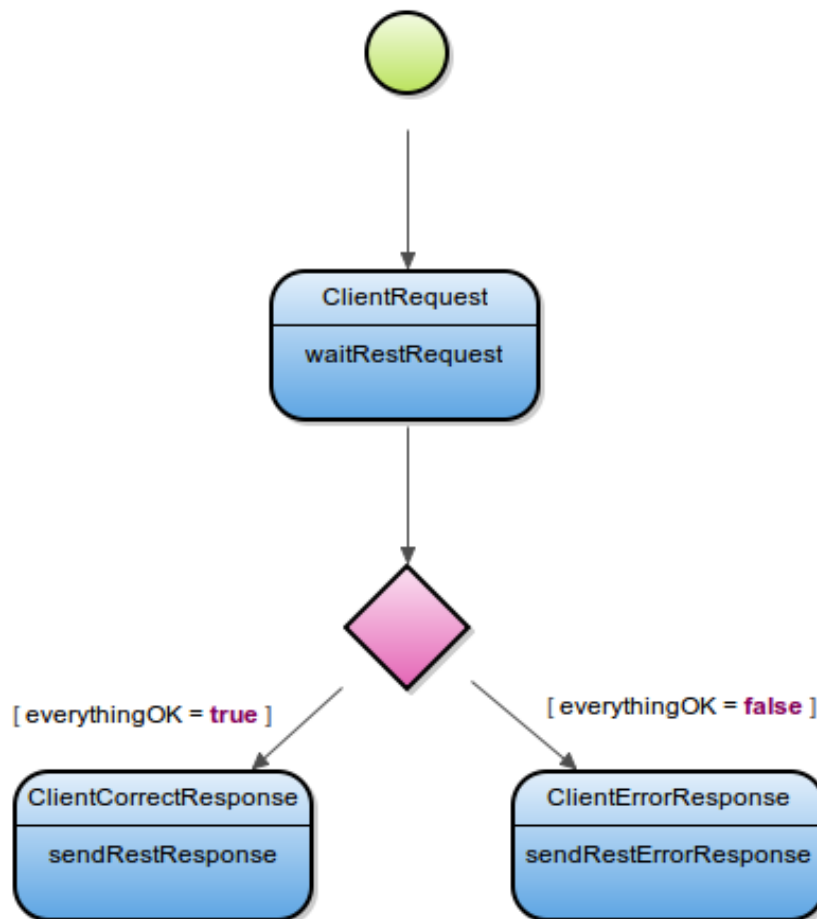 ClientRequest
waitRestRequest
[ everythingOK = true ]
[ everythingOK = false ]
ClientCorrectResponse
sendRestResponse
ClientErrorResponse
sendRestErrorResponse